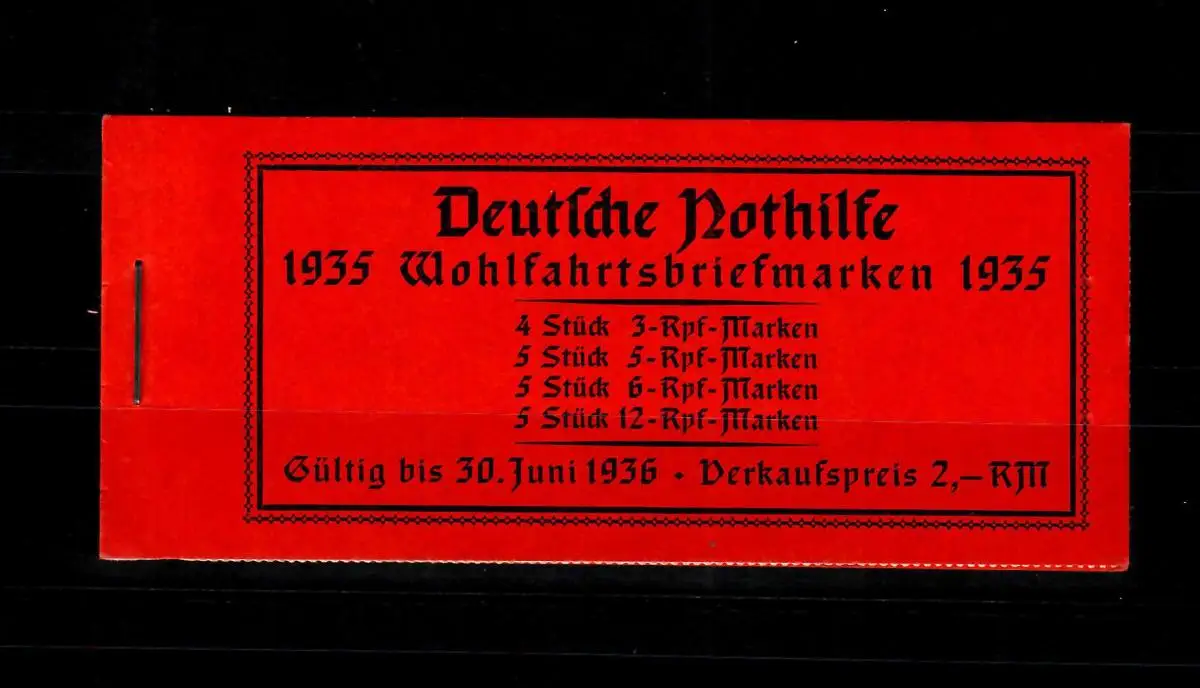 Deutſche Nothilfe
1935 Wohlfahrtsbriefmarken 1935
4 Stück 3-Rpf-Marken
5 Stück 5-Rpf-Marken
5 Stück 6-Rpf-Marken
5 Stück 12-Rpf-Marken
Gültig bis 30. Juni 1936 · Verkaufspreis 2,— RM